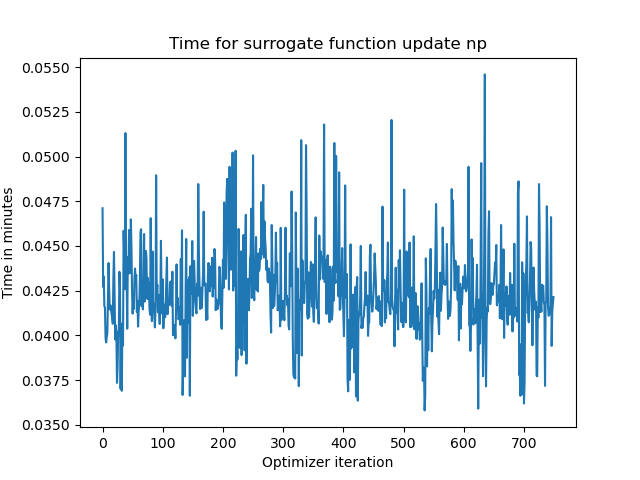 Time for surrogate function update np
Time in minutes
0.0550
0.0525
0.0500
0.0475
0.0450
0.0425
0.0400
0.0375
0.0350
0 100 200 300 400 500 600 700
Optimizer iteration